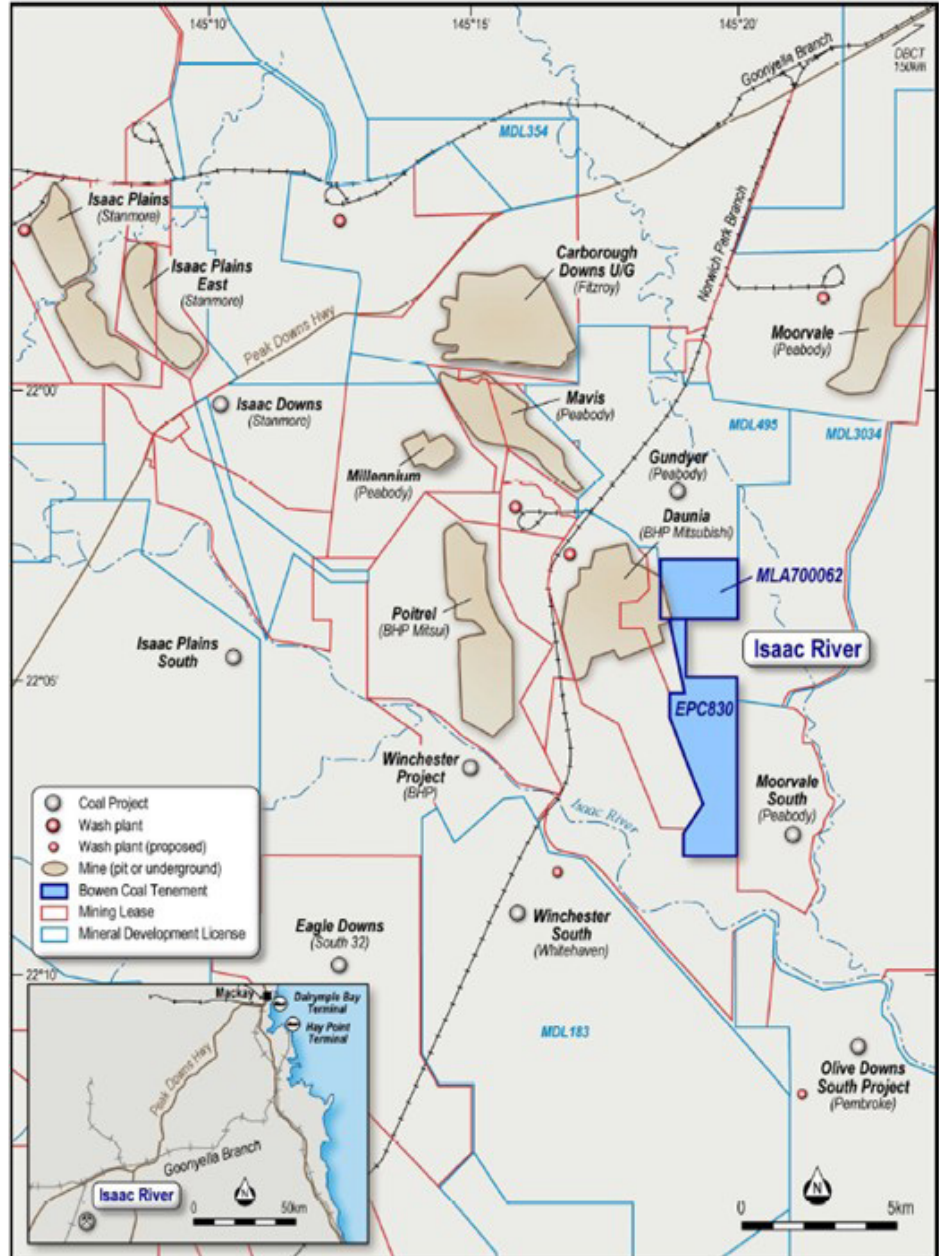 145°10'
145°15'
145°20'
Goonyella Branch
DBCT
150km
MDL354
Norwich Park Branch
Isaac Plains
(Stanmore)
Isaac Plains
East
(Stanmore)
Carborough
Downs U/G
(Fitzroy)
Moorvale
(Peabody)
Peak Downs Hwy
22°00'
Isaac Downs
(Stanmore)
Mavis
(Peabody)
MDL495
MDL3034
Millennium
(Peabody)
Gundyer
(Peabody)
Daunia
(BHP Mitsubishi)
MLA700062
Poitrel
(BHP Mitsui)
Isaac Plains
South
Isaac River
22°05'
EPC830
Winchester
Project
(BHP)
Moorvale
South
(Peabody)
Isaac River
Coal Project
Wash plant
Wash plant (proposed)
Mine (pit or underground)
Bowen Coal Tenement
Mining Lease
Mineral Development License
Eagle Downs
(South 32)
Winchester
South
(Whitehaven)
22°10'
MDL183
Olive Downs
South Project
(Pembroke)
Mackay
Dalrymple Bay
Terminal
Hay Point
Terminal
Peak Downs Hwy
Goonyella Branch
Isaac River
N
0 50km
N
0 5km